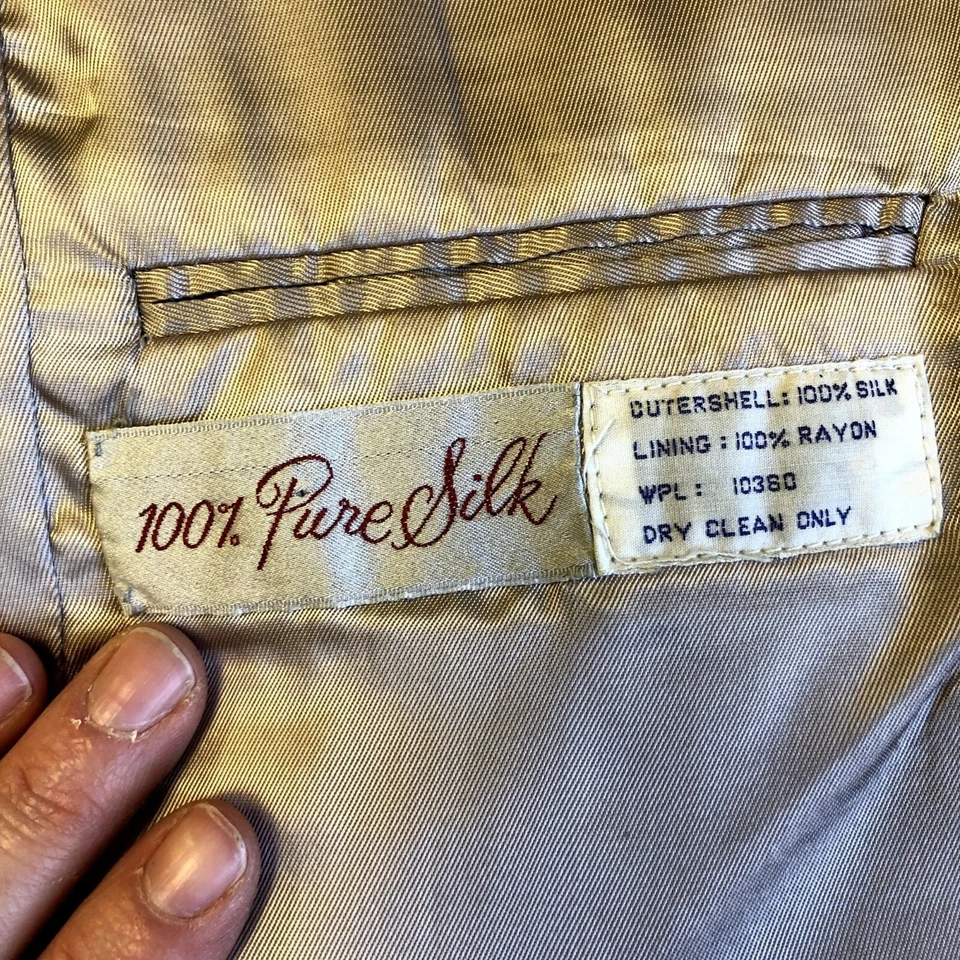 100% Pure Silk
OUTERSHELL: 100% SILK
LINING : 100% RAYON
WPL : 10360
DRY CLEAN ONLY